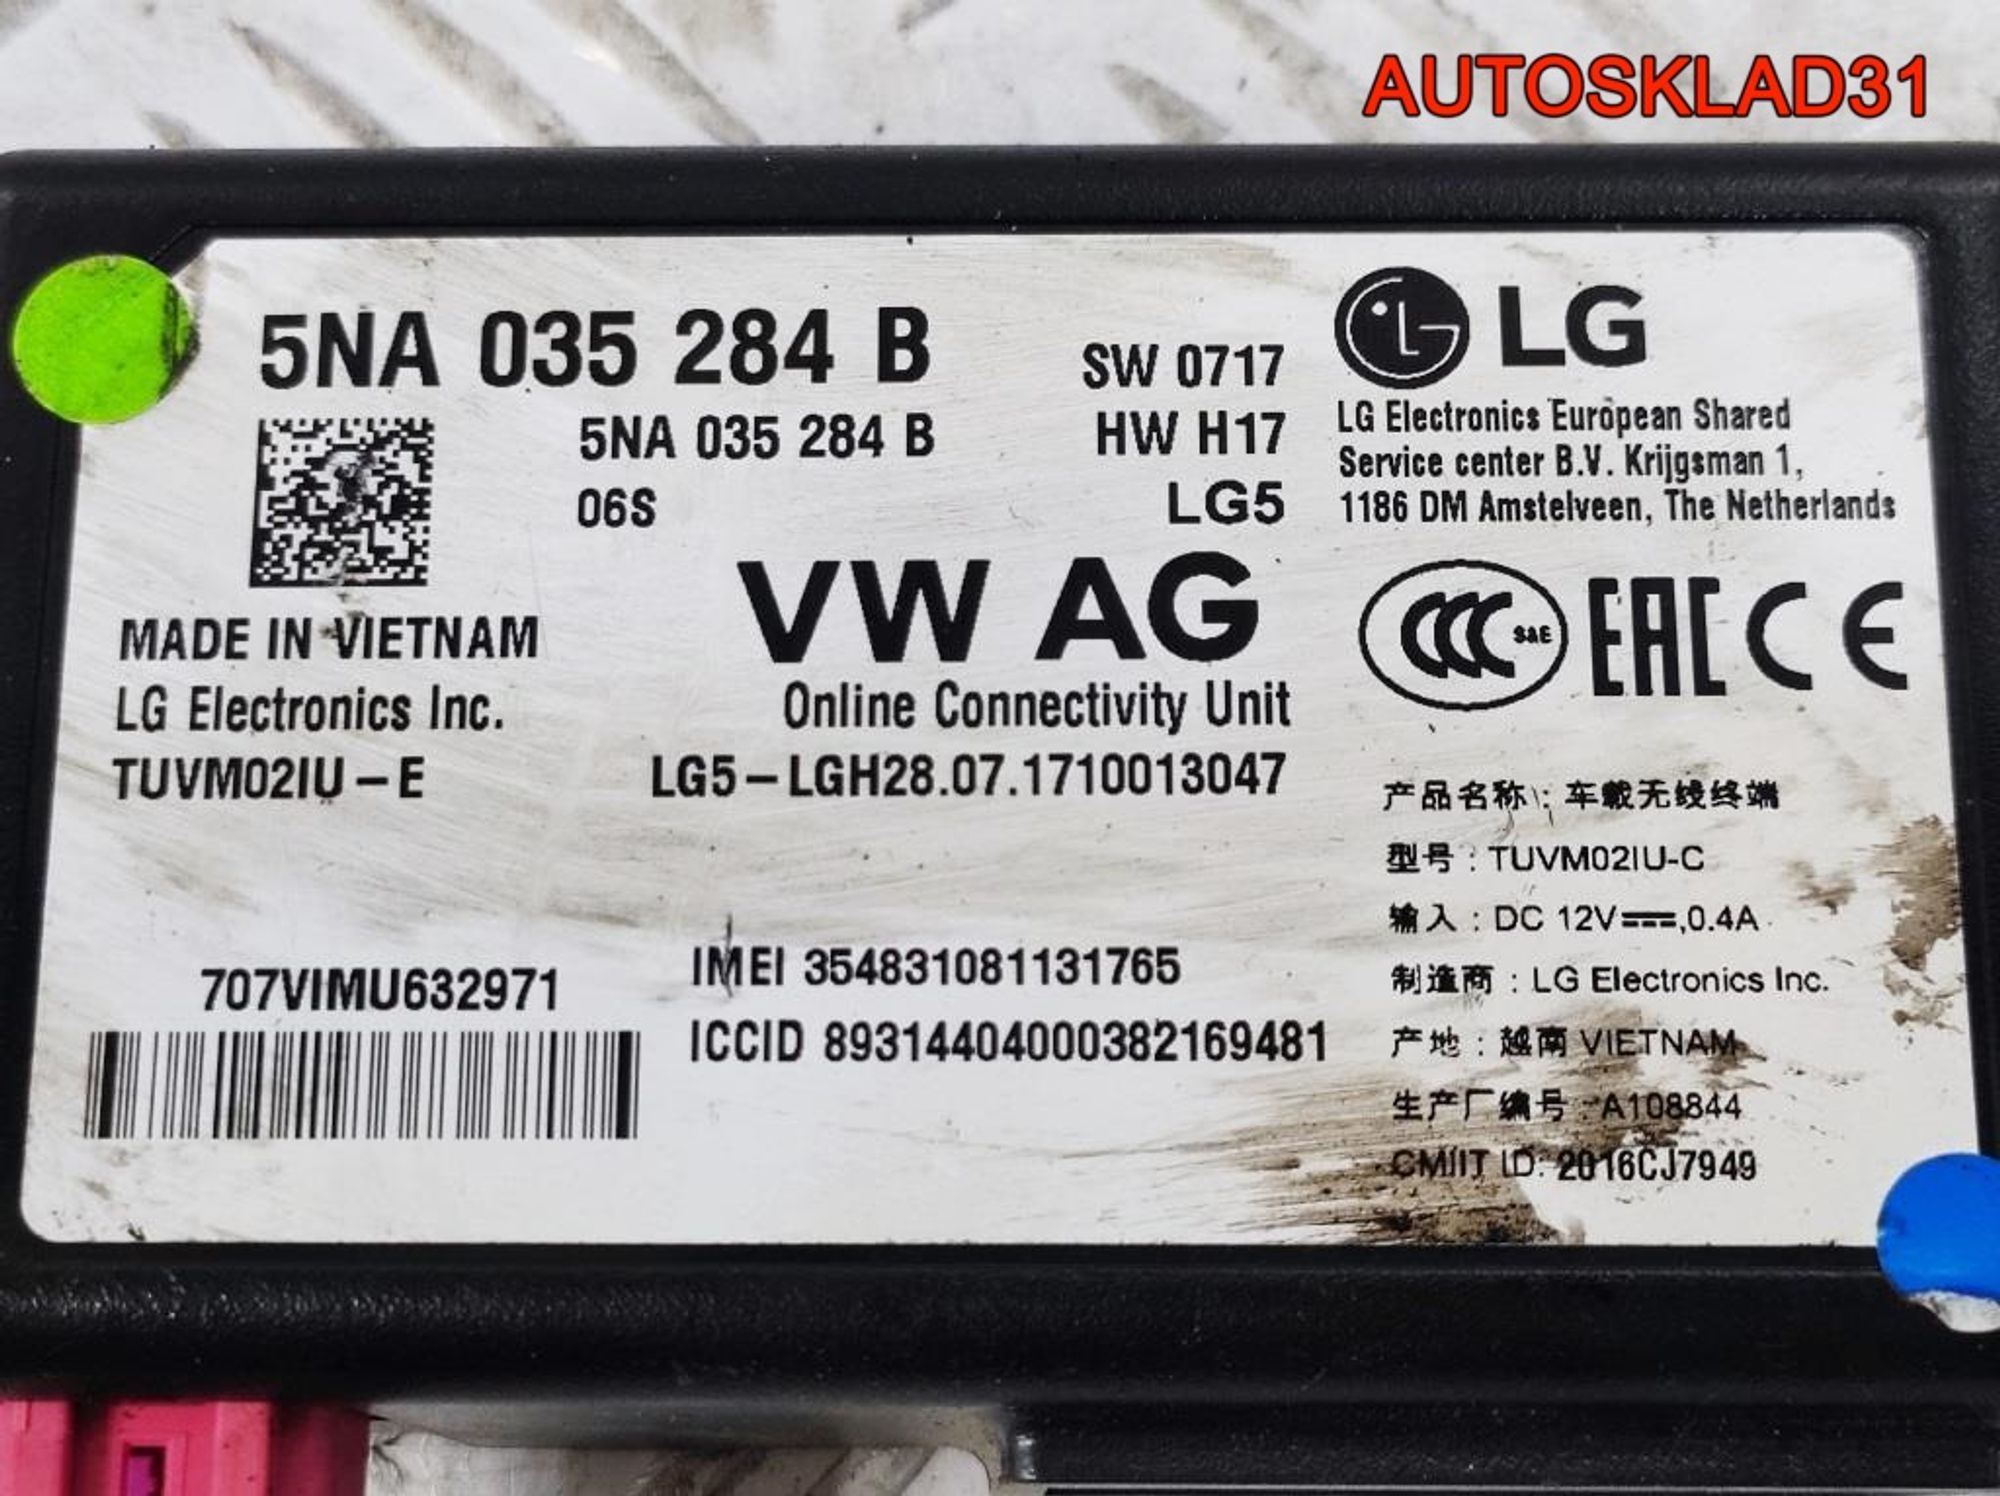 AUTOSKLAD31
5NA 035 284 B
5NA 035 284 B
06S
SW 0717
HW H17
LG5
LG
LG Electronics European Shared
Service center B.V. Krijgsman 1,
1186 DM Amstelveen, The Netherlands
VW AG
Online Connectivity Unit
LG5-LGH28.07.1710013047
MADE IN VIETNAM
LG Electronics Inc.
TUVM02IU-E
CCC S&E EAC CE
707VIMU632971
IMEI 354831081131765
ICCID 89314404000382169481
产品名称: 车载无线终端
型号: TUVM02IU-C
输入: DC 12V⎓,0.4A
制造商: LG Electronics Inc.
产地: 越南 VIETNAM
生产厂编号: A108844
CMIIT ID: 2016CJ7949